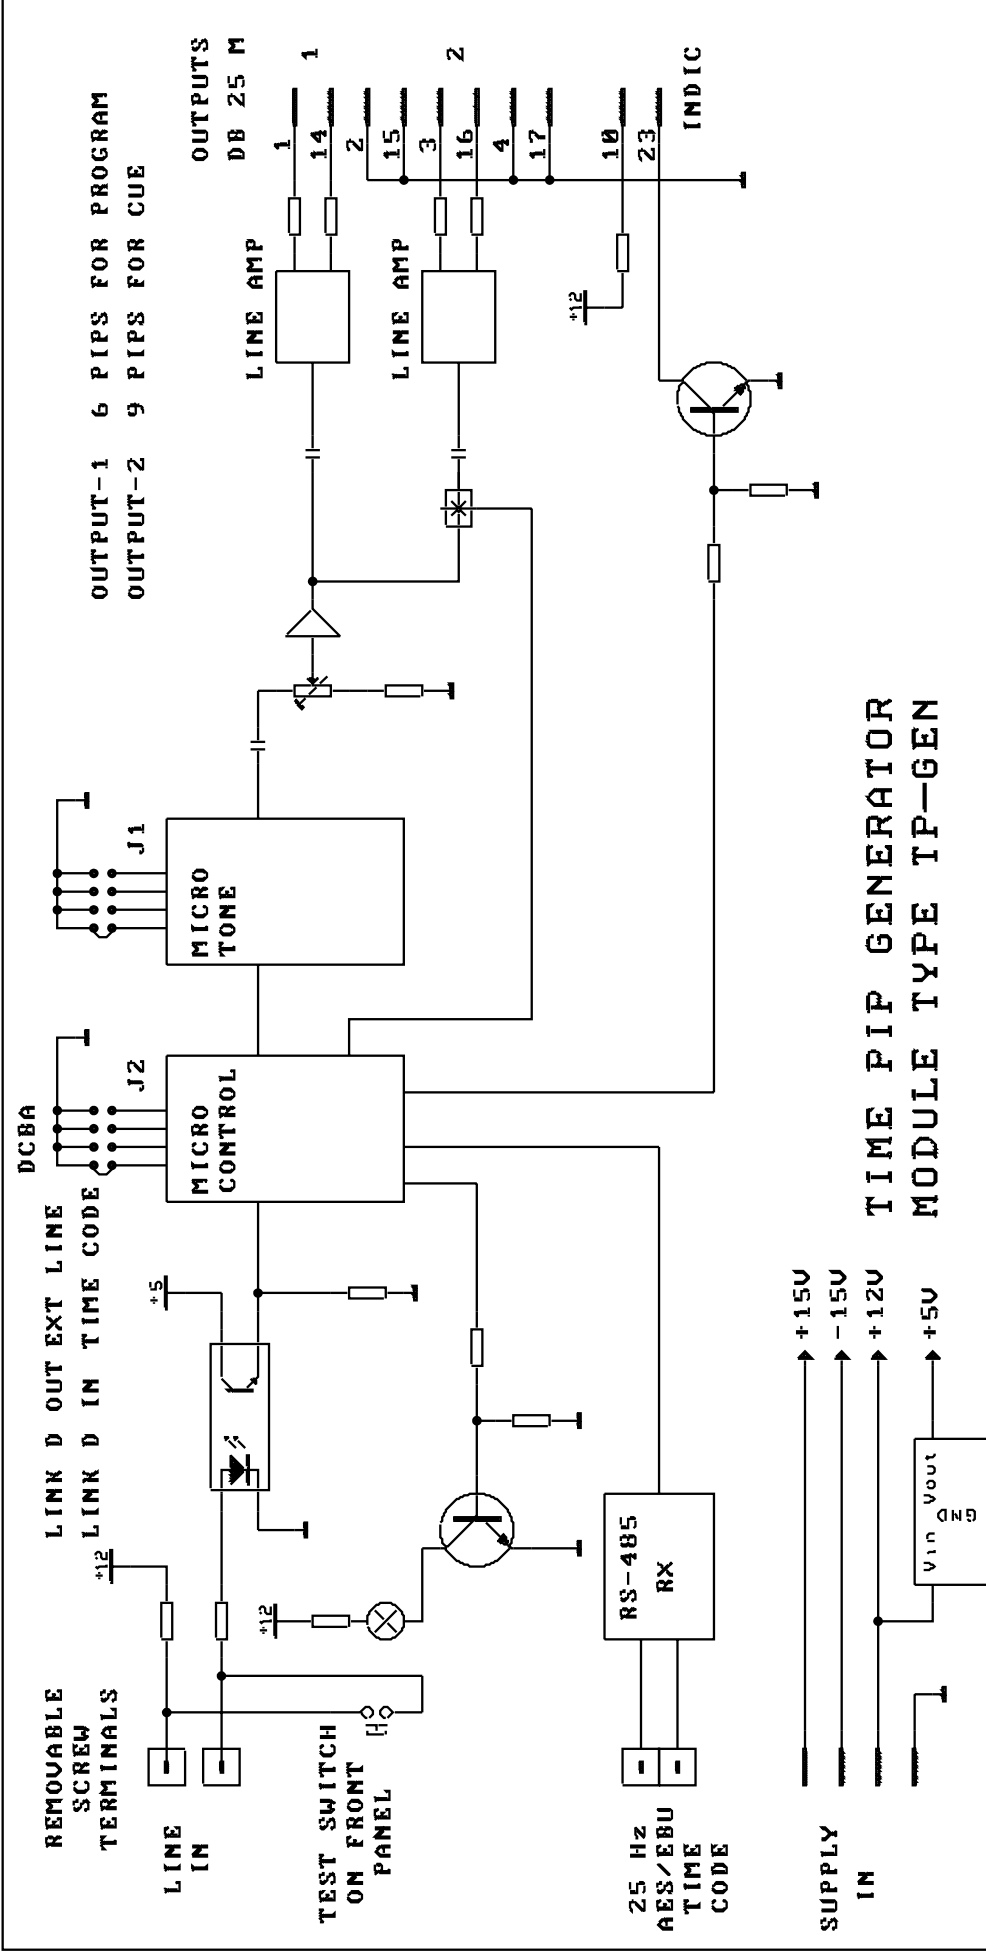 REMOVABLE
SCREW
TERMINALS
LINE
IN
TEST SWITCH
ON FRONT
PANEL
+12
LINK D OUT EXT LINE
LINK D IN TIME CODE
+5
+12
DCBA
J2
MICRO
CONTROL
J1
MICRO
TONE
OUTPUT-1 6 PIPS FOR PROGRAM
OUTPUT-2 9 PIPS FOR CUE
LINE AMP
LINE AMP
OUTPUTS
DB 25 M
1
14
2
15
3
16
4
17
10
23
1
2
INDIC
+12
25 Hz
AES/EBU
TIME
CODE
RS-485
RX
SUPPLY
IN
+15V
-15V
+12V
+5V
Vin Vout
GND
TIME PIP GENERATOR
MODULE TYPE TP-GEN